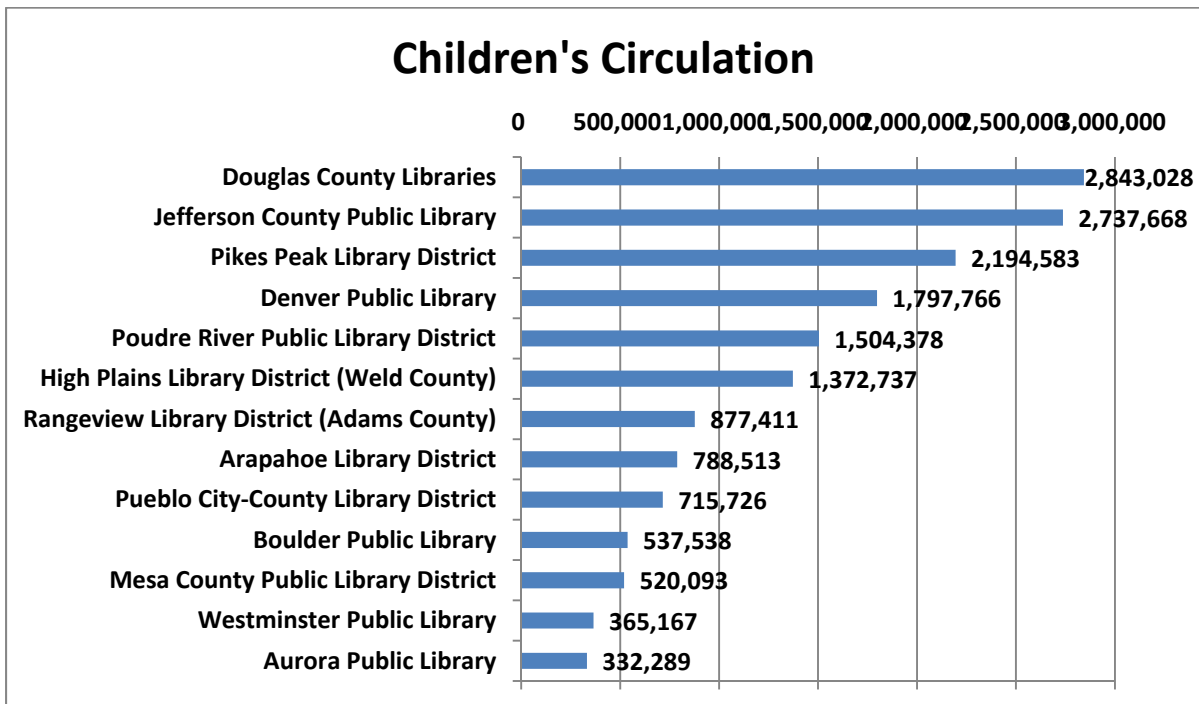 Children's Circulation
0 500,000 1,000,000 1,500,000 2,000,000 2,500,000 3,000,000
Douglas County Libraries 2,843,028
Jefferson County Public Library 2,737,668
Pikes Peak Library District 2,194,583
Denver Public Library 1,797,766
Poudre River Public Library District 1,504,378
High Plains Library District (Weld County) 1,372,737
Rangeview Library District (Adams County) 877,411
Arapahoe Library District 788,513
Pueblo City-County Library District 715,726
Boulder Public Library 537,538
Mesa County Public Library District 520,093
Westminster Public Library 365,167
Aurora Public Library 332,289